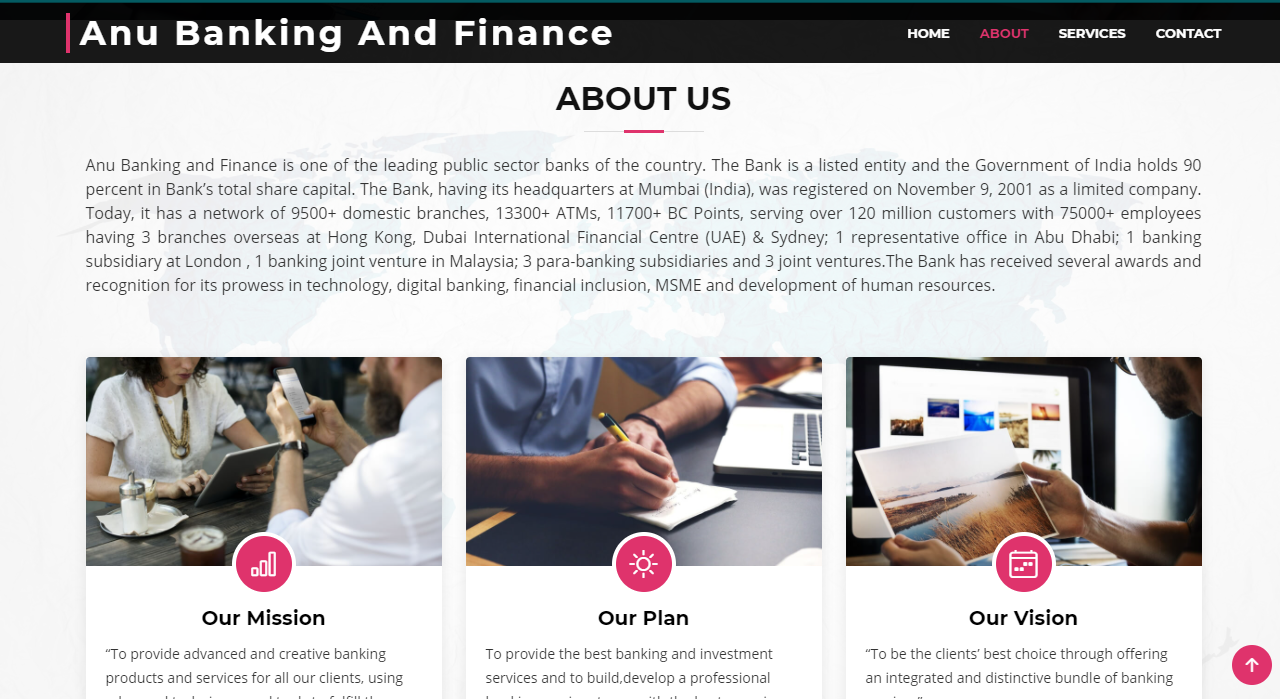 Anu Banking And Finance
HOME ABOUT SERVICES CONTACT
ABOUT US
Anu Banking and Finance is one of the leading public sector banks of the country. The Bank is a listed entity and the Government of India holds 90
percent in Bank’s total share capital. The Bank, having its headquarters at Mumbai (India), was registered on November 9, 2001 as a limited company.
Today, it has a network of 9500+ domestic branches, 13300+ ATMs, 11700+ BC Points, serving over 120 million customers with 75000+ employees
having 3 branches overseas at Hong Kong, Dubai International Financial Centre (UAE) & Sydney; 1 representative office in Abu Dhabi; 1 banking
subsidiary at London , 1 banking joint venture in Malaysia; 3 para-banking subsidiaries and 3 joint ventures.The Bank has received several awards and
recognition for its prowess in technology, digital banking, financial inclusion, MSME and development of human resources.
Our Mission
“To provide advanced and creative banking
products and services for all our clients, using
Our Plan
To provide the best banking and investment
services and to build,develop a professional
Our Vision
“To be the clients’ best choice through offering
an integrated and distinctive bundle of banking